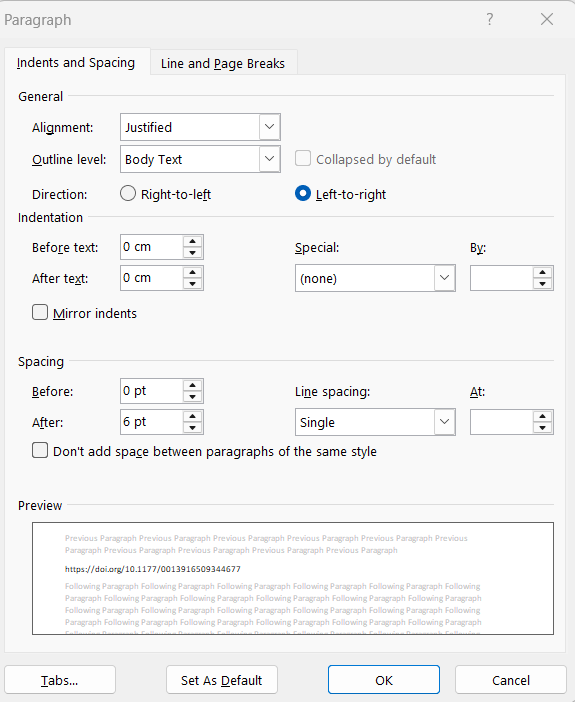 Paragraph ? ×
Indents and Spacing Line and Page Breaks
General
Alignment: Justified
Outline level: Body Text Collapsed by default
Direction: Right-to-left Left-to-right
Indentation
Before text: 0 cm Special: By:
After text: 0 cm (none)
Mirror indents
Spacing
Before: 0 pt Line spacing: At:
After: 6 pt Single
Don't add space between paragraphs of the same style
Preview
Previous Paragraph Previous Paragraph Previous Paragraph Previous Paragraph Previous Paragraph Previous
Paragraph Previous Paragraph Previous Paragraph Previous Paragraph Previous Paragraph
https://doi.org/10.1177/0013916509344677
Following Paragraph Following Paragraph Following Paragraph Following Paragraph Following Paragraph Following
Paragraph Following Paragraph Following Paragraph Following Paragraph Following Paragraph Following
Paragraph Following Paragraph Following Paragraph Following Paragraph Following Paragraph Following
Paragraph Following Paragraph Following Paragraph Following Paragraph Following Paragraph Following
Paragraph Following Paragraph Following Paragraph Following Paragraph Following Paragraph Following
Tabs... Set As Default OK Cancel